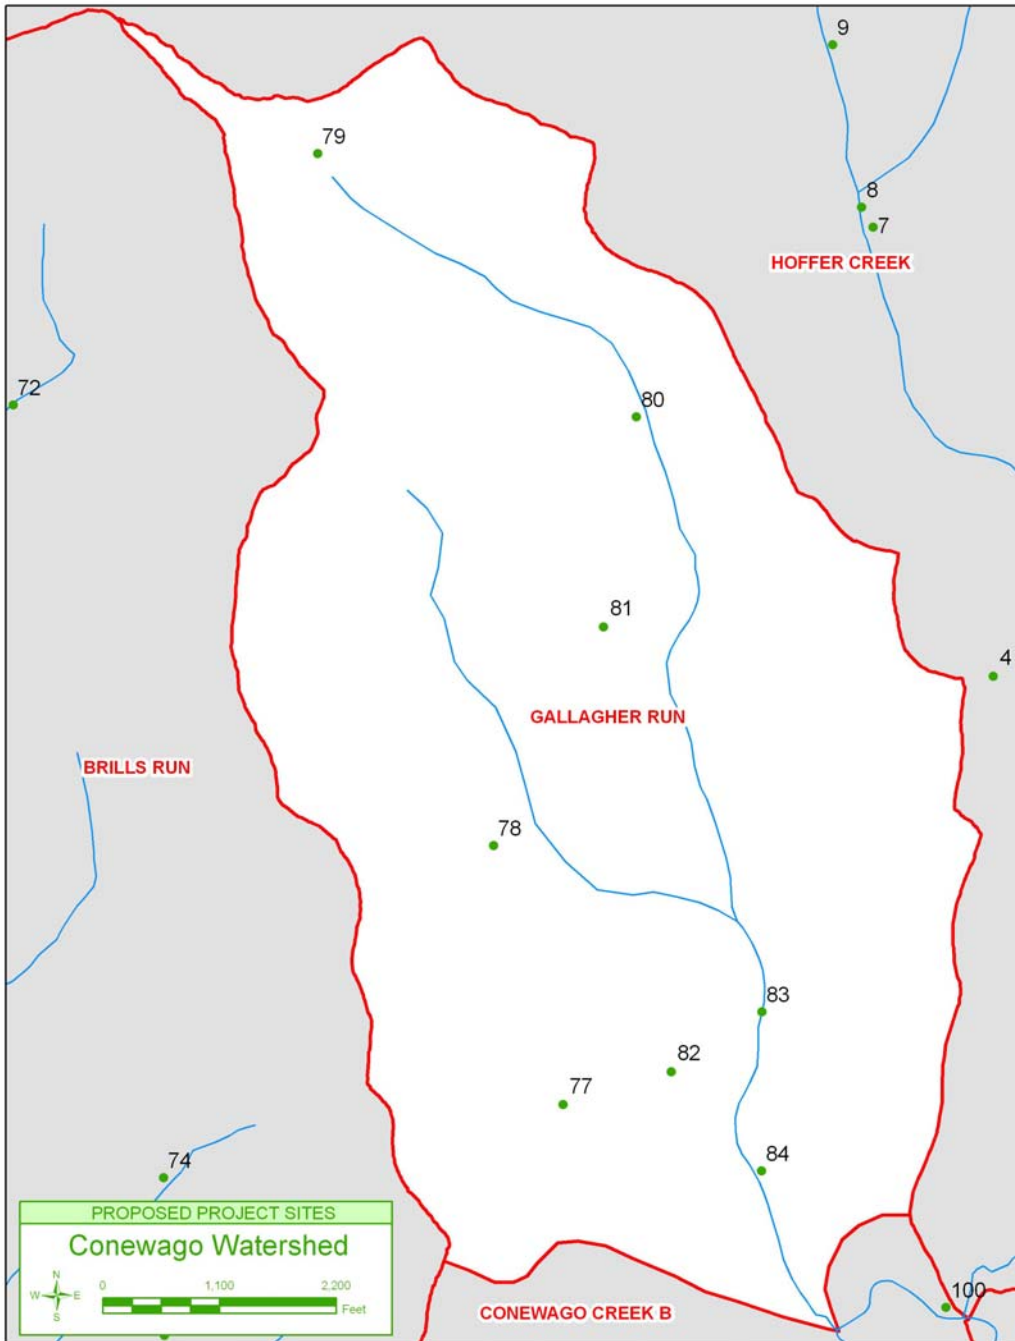 9
79
8
7
HOFFER CREEK
72
80
81
4
GALLAGHER RUN
BRILLS RUN
78
83
82
77
84
74
PROPOSED PROJECT SITES
Conewago Watershed
N
W E
S
0 1,100 2,200
Feet
100
CONEWAGO CREEK B